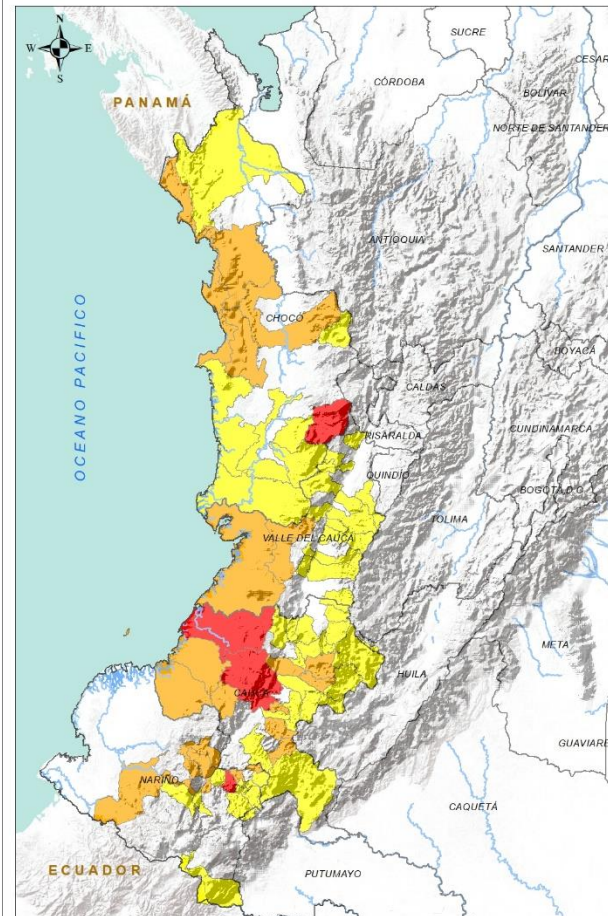 N
W E
S
SUCRE
CESAR
CÓRDOBA
BOLÍVAR
PANAMÁ
NORTE DE SANTANDER
ANTIOQUIA
SANTANDER
OCEANO PACIFICO
CHOCÓ
BOYACÁ
CALDAS
RISARALDA
CUNDINAMARCA
QUINDÍO
BOGOTÁ D.C.
TOLIMA
VALLE DEL CAUCA
META
HUILA
CAUCA
GUAVIARE
NARIÑO
CAQUETÁ
ECUADOR
PUTUMAYO